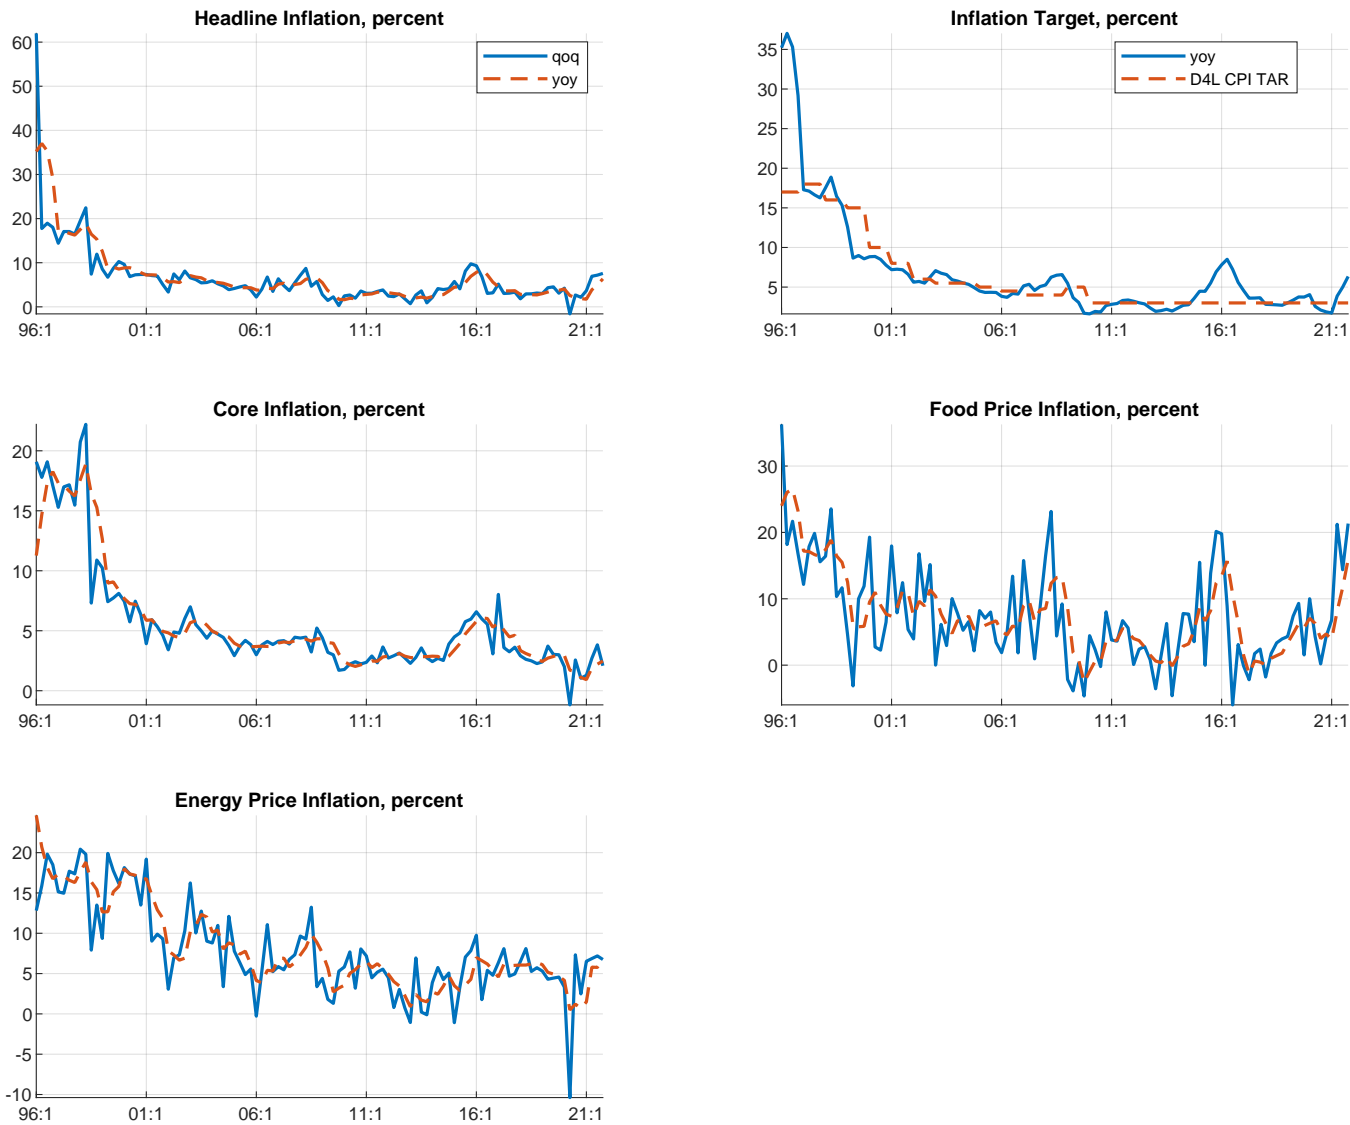 Headline Inflation, percent
60
50
40
30
20
10
0
qoq
yoy
96:1 01:1 06:1 11:1 16:1 21:1
Inflation Target, percent
35
30
25
20
15
10
5
yoy
D4L CPI TAR
96:1 01:1 06:1 11:1 16:1 21:1
Core Inflation, percent
20
15
10
5
0
96:1 01:1 06:1 11:1 16:1 21:1
Food Price Inflation, percent
30
20
10
0
96:1 01:1 06:1 11:1 16:1 21:1
Energy Price Inflation, percent
20
15
10
5
0
-5
-10
96:1 01:1 06:1 11:1 16:1 21:1